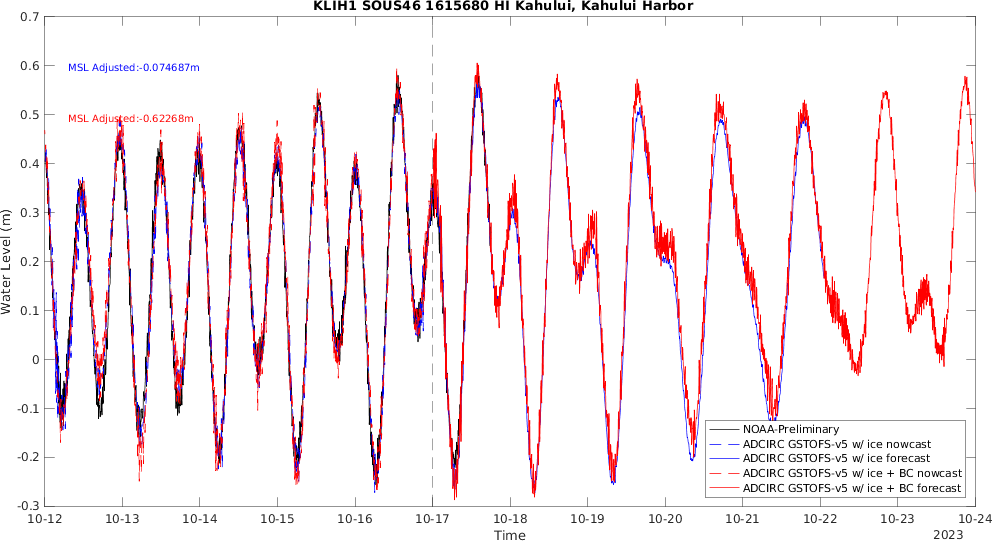 KLIH1 SOUS46 1615680 HI Kahului, Kahului Harbor
0.7
0.6
0.5
0.4
0.3
0.2
0.1
0
-0.1
-0.2
-0.3
Water Level (m)
MSL Adjusted:-0.074687m
MSL Adjusted:-0.62268m
NOAA-Preliminary
ADCIRC GSTOFS-v5 w/ ice nowcast
ADCIRC GSTOFS-v5 w/ ice forecast
ADCIRC GSTOFS-v5 w/ ice + BC nowcast
ADCIRC GSTOFS-v5 w/ ice + BC forecast
10-12 10-13 10-14 10-15 10-16 10-17 10-18 10-19 10-20 10-21 10-22 10-23 10-24
Time
2023